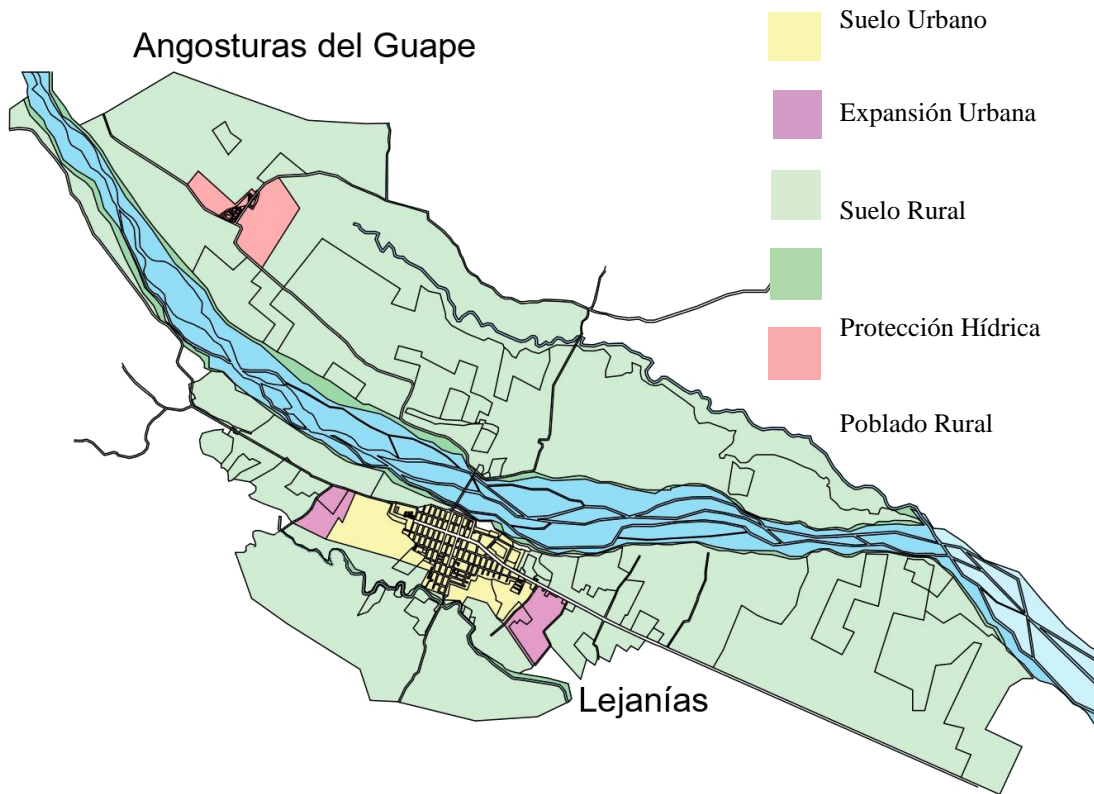 Angosturas del Guape
Suelo Urbano
Expansión Urbana
Suelo Rural
Protección Hídrica
Poblado Rural
Lejanías